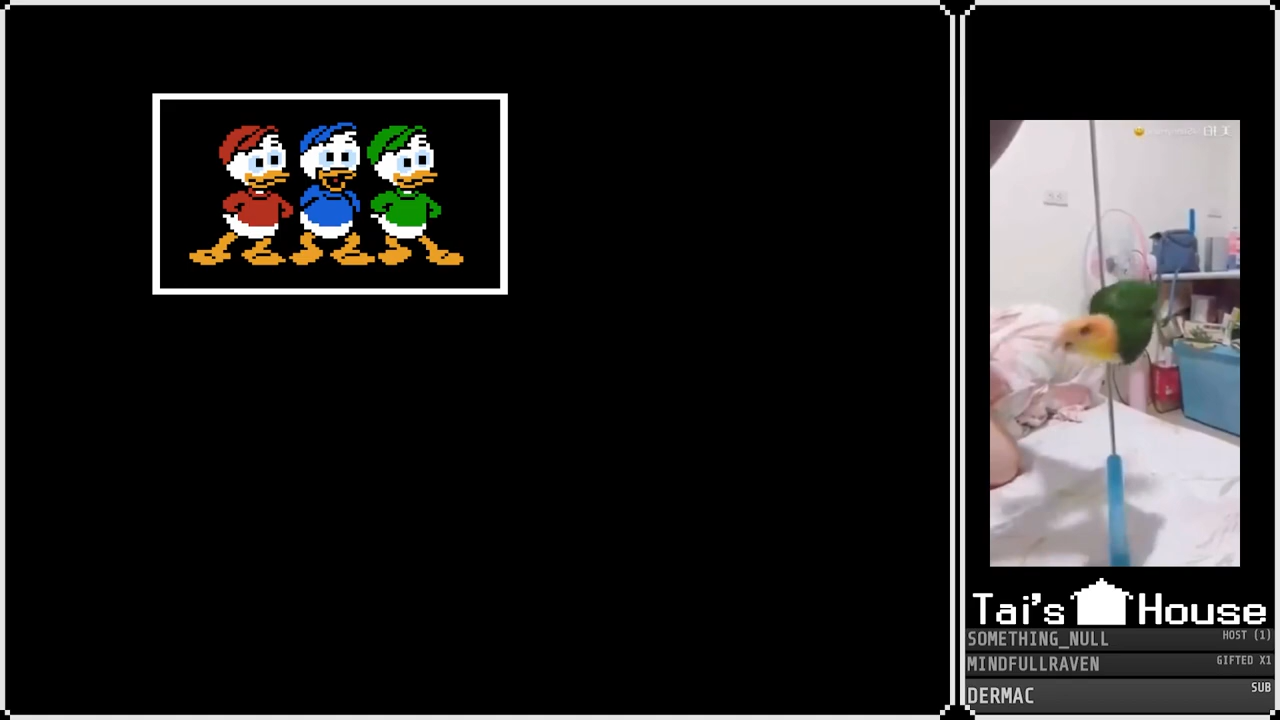 Tai's House
SOMETHING_NULL HOST (1)
MINDFULLRAVEN GIFTED X1
DERMAC SUB